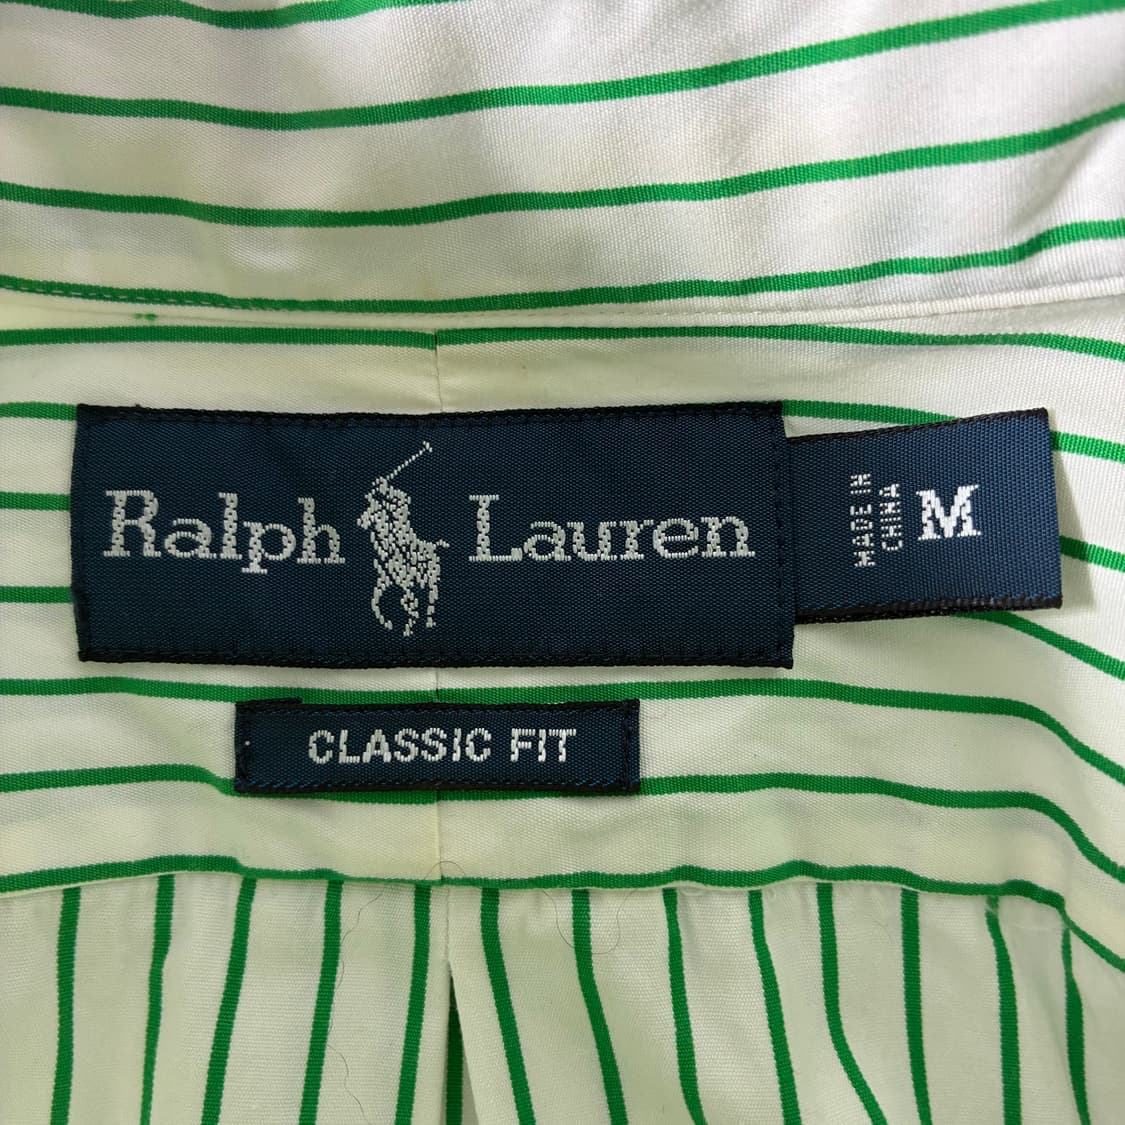 Ralph Lauren
MADE IN
CHINA
M
CLASSIC FIT